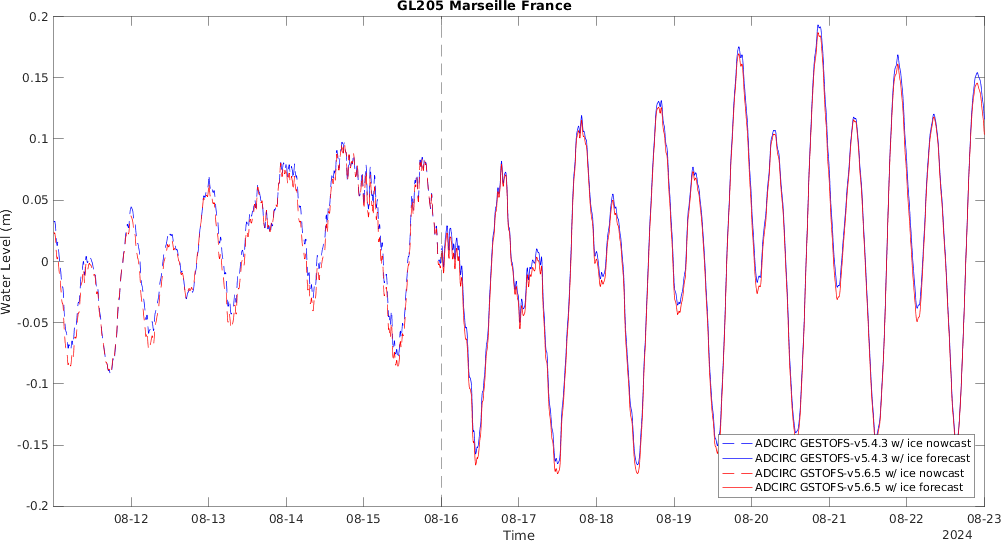 GL205 Marseille France
0.2
0.15
0.1
0.05
0
-0.05
-0.1
-0.15
-0.2
Water Level (m)
08-12 08-13 08-14 08-15 08-16 08-17 08-18 08-19 08-20 08-21 08-22 08-23
Time
2024
ADCIRC GESTOFS-v5.4.3 w/ ice nowcast
ADCIRC GESTOFS-v5.4.3 w/ ice forecast
ADCIRC GSTOFS-v5.6.5 w/ ice nowcast
ADCIRC GSTOFS-v5.6.5 w/ ice forecast